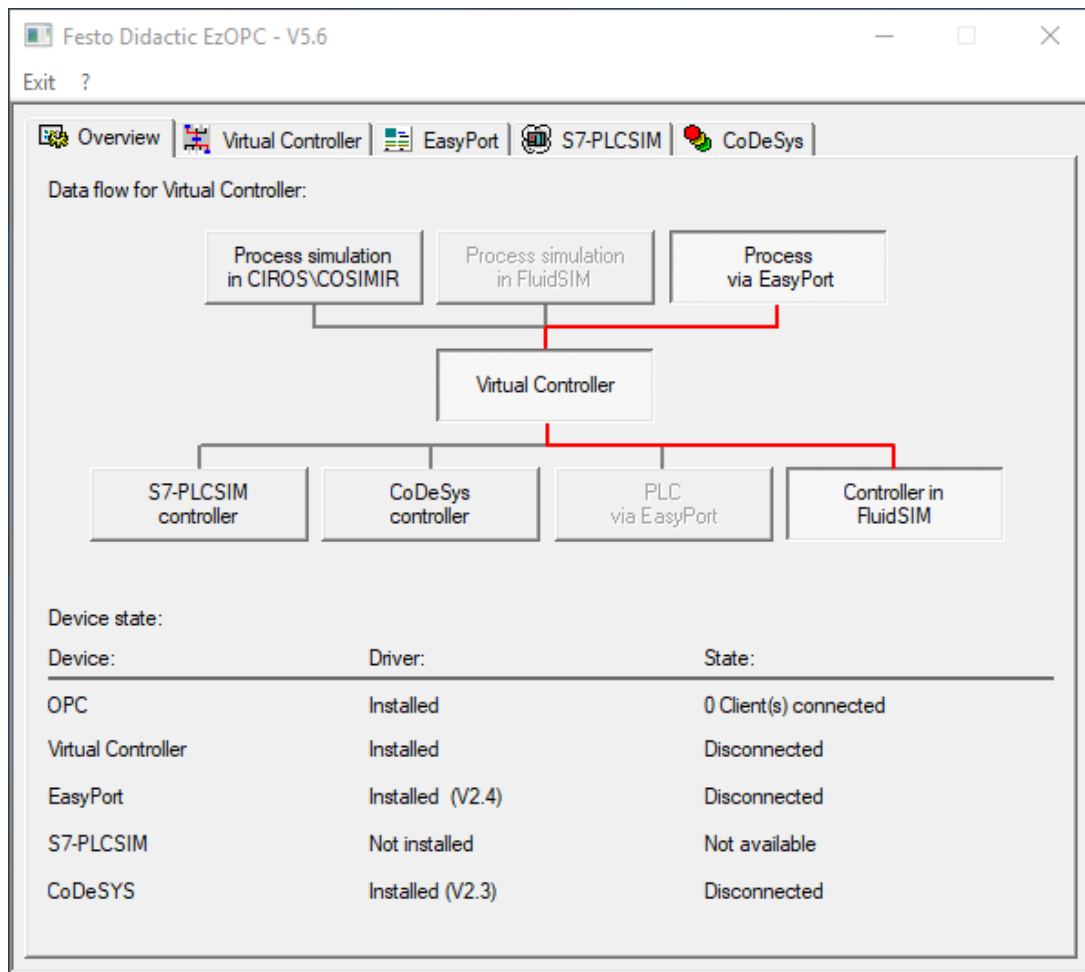 Festo Didactic EzOPC - V5.6
Exit ?
Overview Virtual Controller EasyPort S7-PLCSIM CoDeSys
Data flow for Virtual Controller:
Process simulation
in CIROS\COSIMIR
Process simulation
in FluidSIM
Process
via EasyPort
Virtual Controller
S7-PLCSIM
controller
CoDeSys
controller
PLC
via EasyPort
Controller in
FluidSIM
Device state:
Device: Driver: State:
OPC Installed 0 Client(s) connected
Virtual Controller Installed Disconnected
EasyPort Installed (V2.4) Disconnected
S7-PLCSIM Not installed Not available
CoDeSYS Installed (V2.3) Disconnected